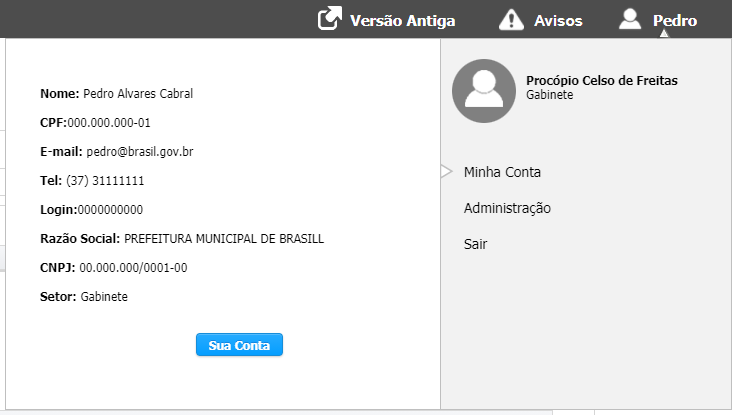 Versão Antiga
Avisos
Pedro
Nome: Pedro Alvares Cabral
CPF:000.000.000-01
E-mail: pedro@brasil.gov.br
Tel: (37) 31111111
Login:0000000000
Razão Social: PREFEITURA MUNICIPAL DE BRASILL
CNPJ: 00.000.000/0001-00
Setor: Gabinete
Sua Conta
Procópio Celso de Freitas
Gabinete
Minha Conta
Administração
Sair